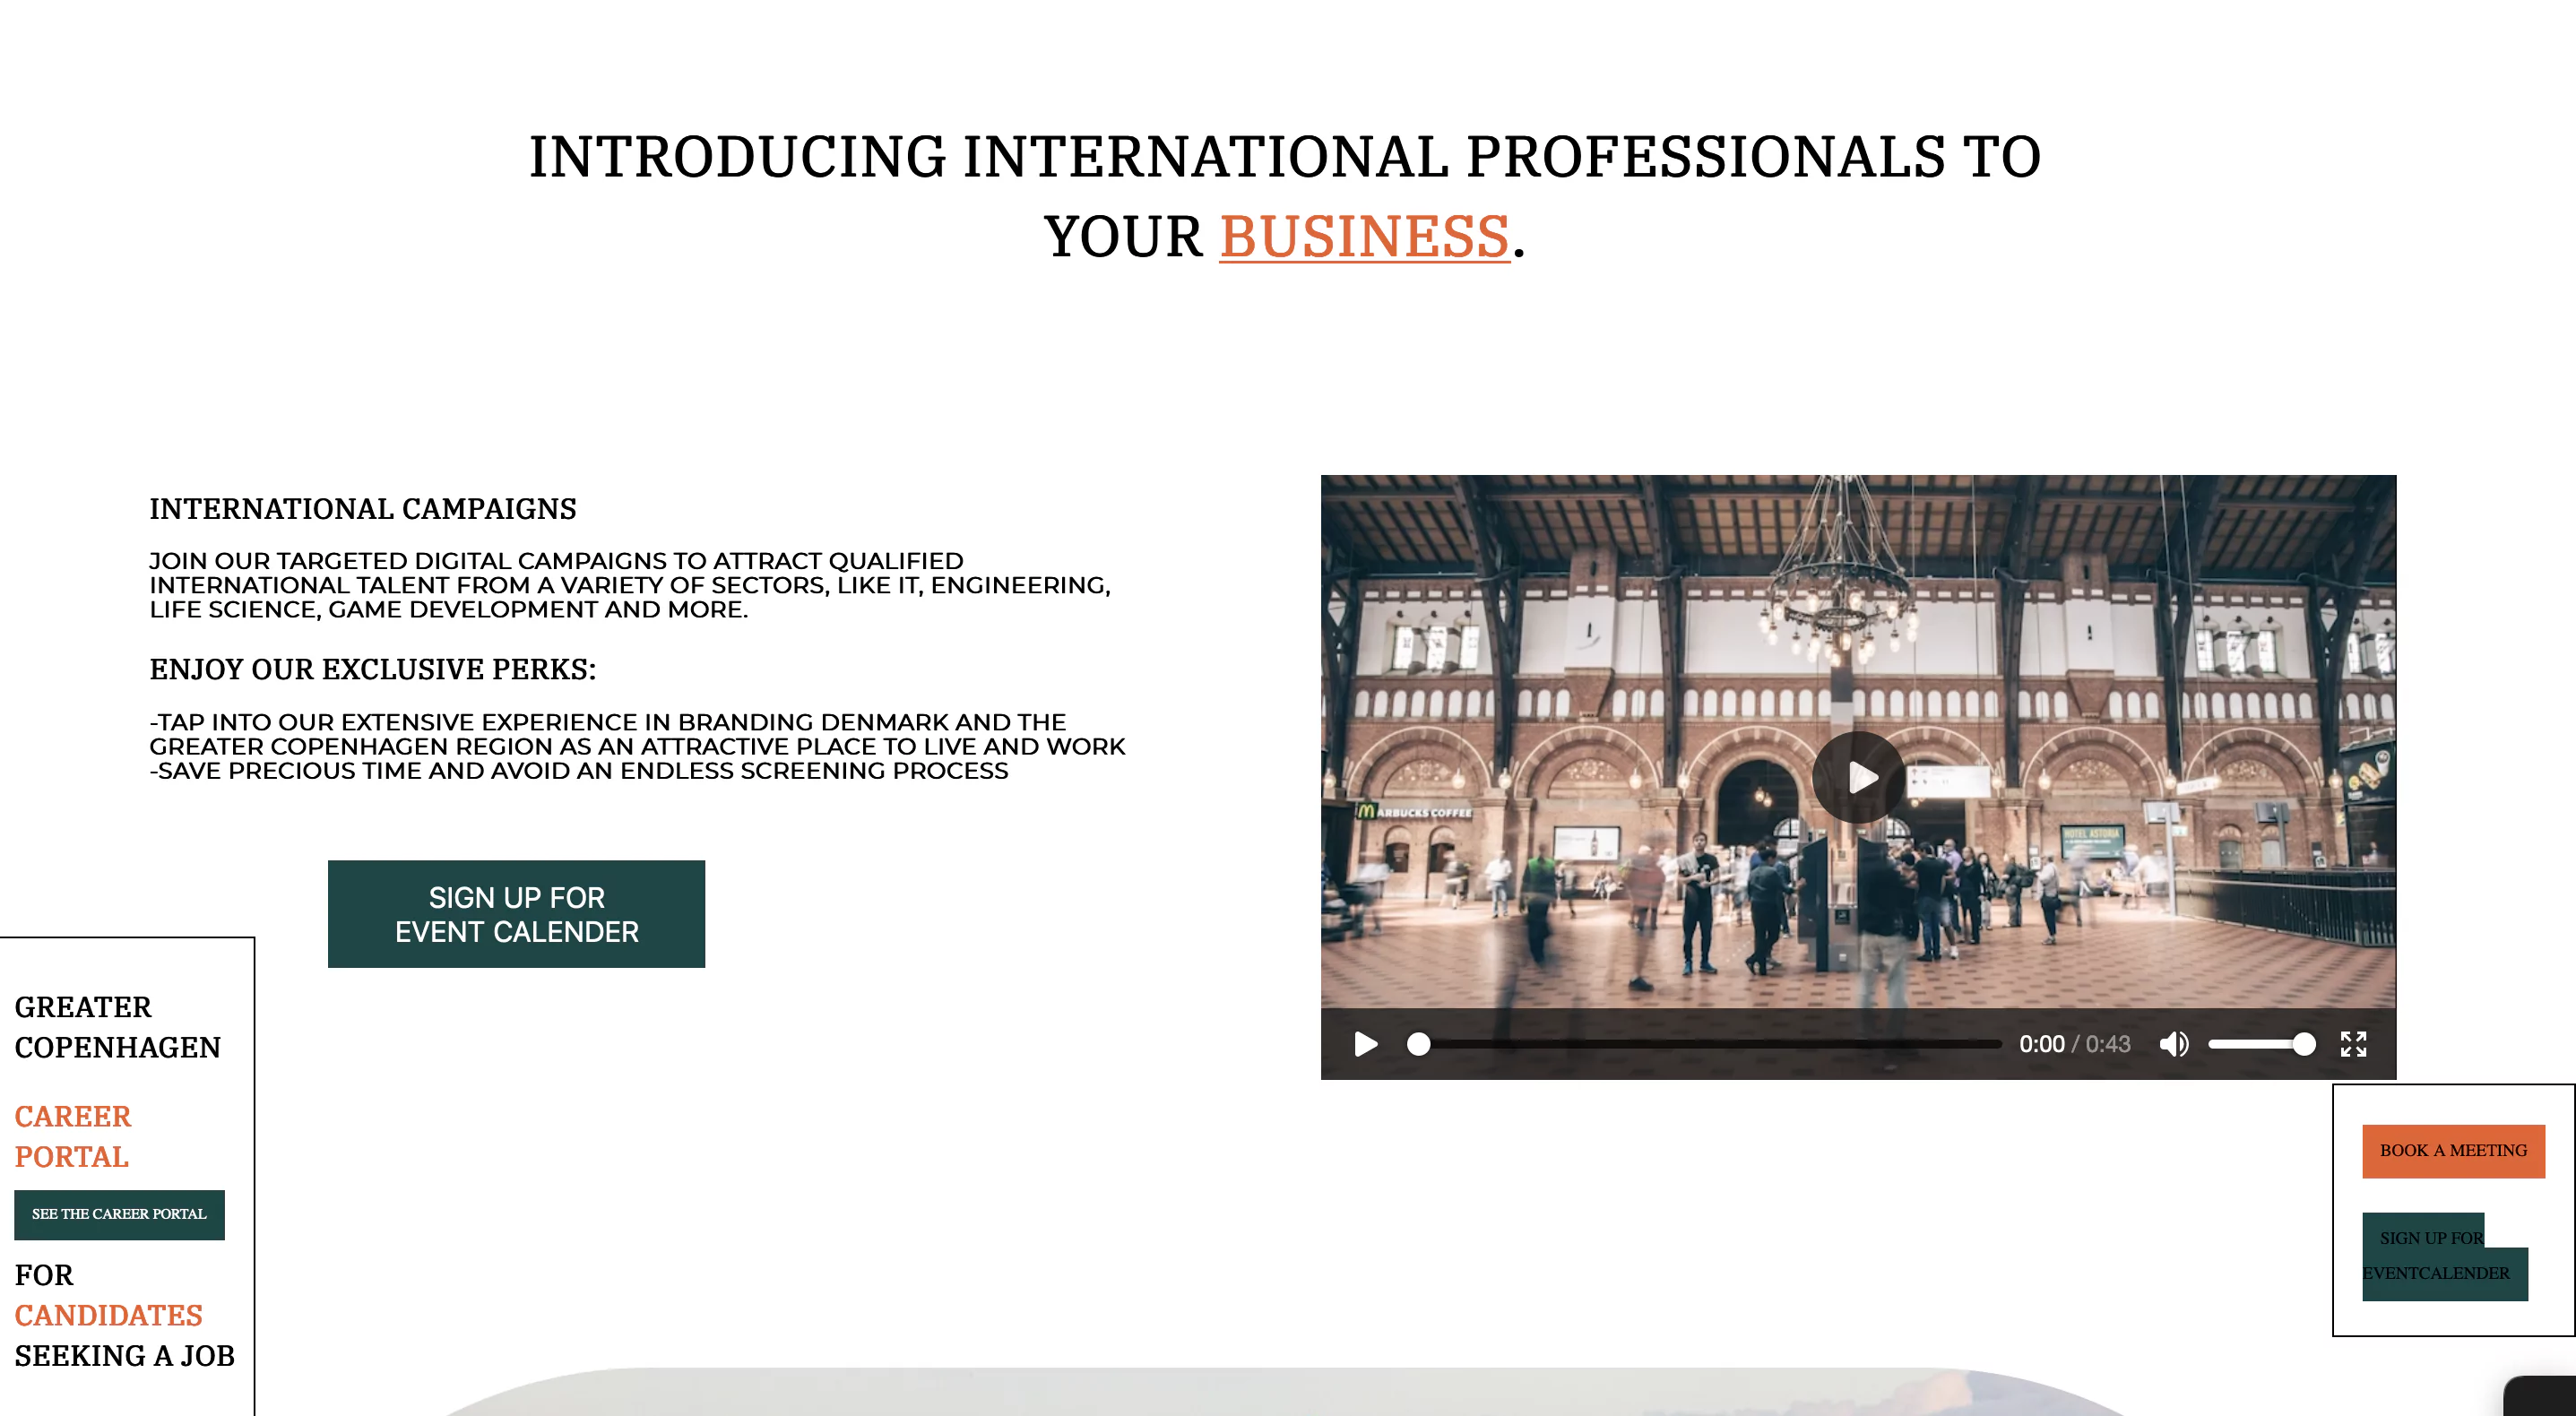 INTRODUCING INTERNATIONAL PROFESSIONALS TO
YOUR BUSINESS.
INTERNATIONAL CAMPAIGNS
JOIN OUR TARGETED DIGITAL CAMPAIGNS TO ATTRACT QUALIFIED
INTERNATIONAL TALENT FROM A VARIETY OF SECTORS, LIKE IT, ENGINEERING,
LIFE SCIENCE, GAME DEVELOPMENT AND MORE.
ENJOY OUR EXCLUSIVE PERKS:
-TAP INTO OUR EXTENSIVE EXPERIENCE IN BRANDING DENMARK AND THE
GREATER COPENHAGEN REGION AS AN ATTRACTIVE PLACE TO LIVE AND WORK
-SAVE PRECIOUS TIME AND AVOID AN ENDLESS SCREENING PROCESS
SIGN UP FOR
EVENT CALENDER
ARBUCKS COFFEE
HOTEL ASTORIA
0:00 / 0:43
GREATER
COPENHAGEN
CAREER
PORTAL
SEE THE CAREER PORTAL
FOR
CANDIDATES
SEEKING A JOB
BOOK A MEETING
SIGN UP FOR
EVENTCALENDER